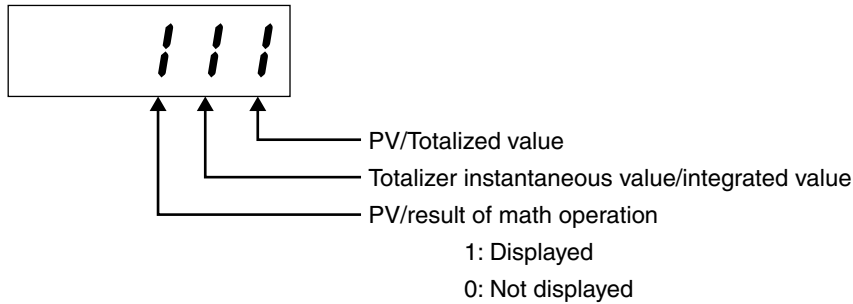 111
PV/Totalized value
Totalizer instantaneous value/integrated value
PV/result of math operation
1: Displayed
0: Not displayed